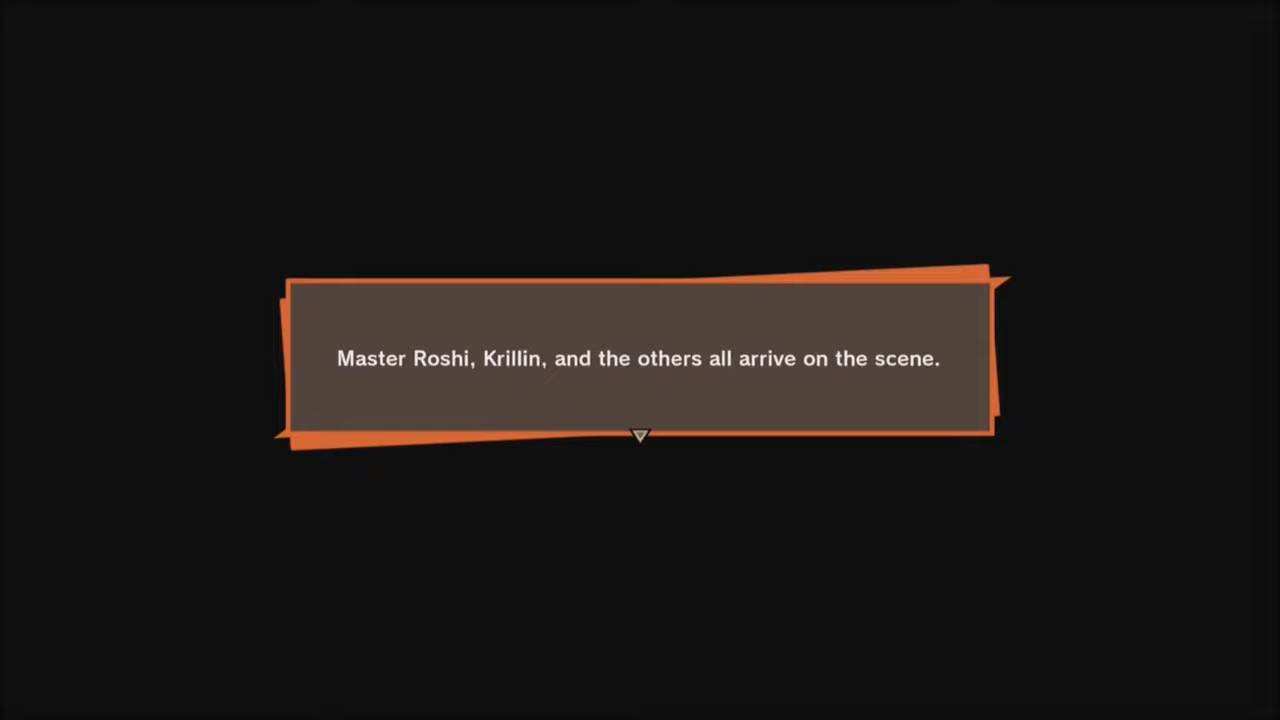 Master Roshi, Krillin, and the others all arrive on the scene.